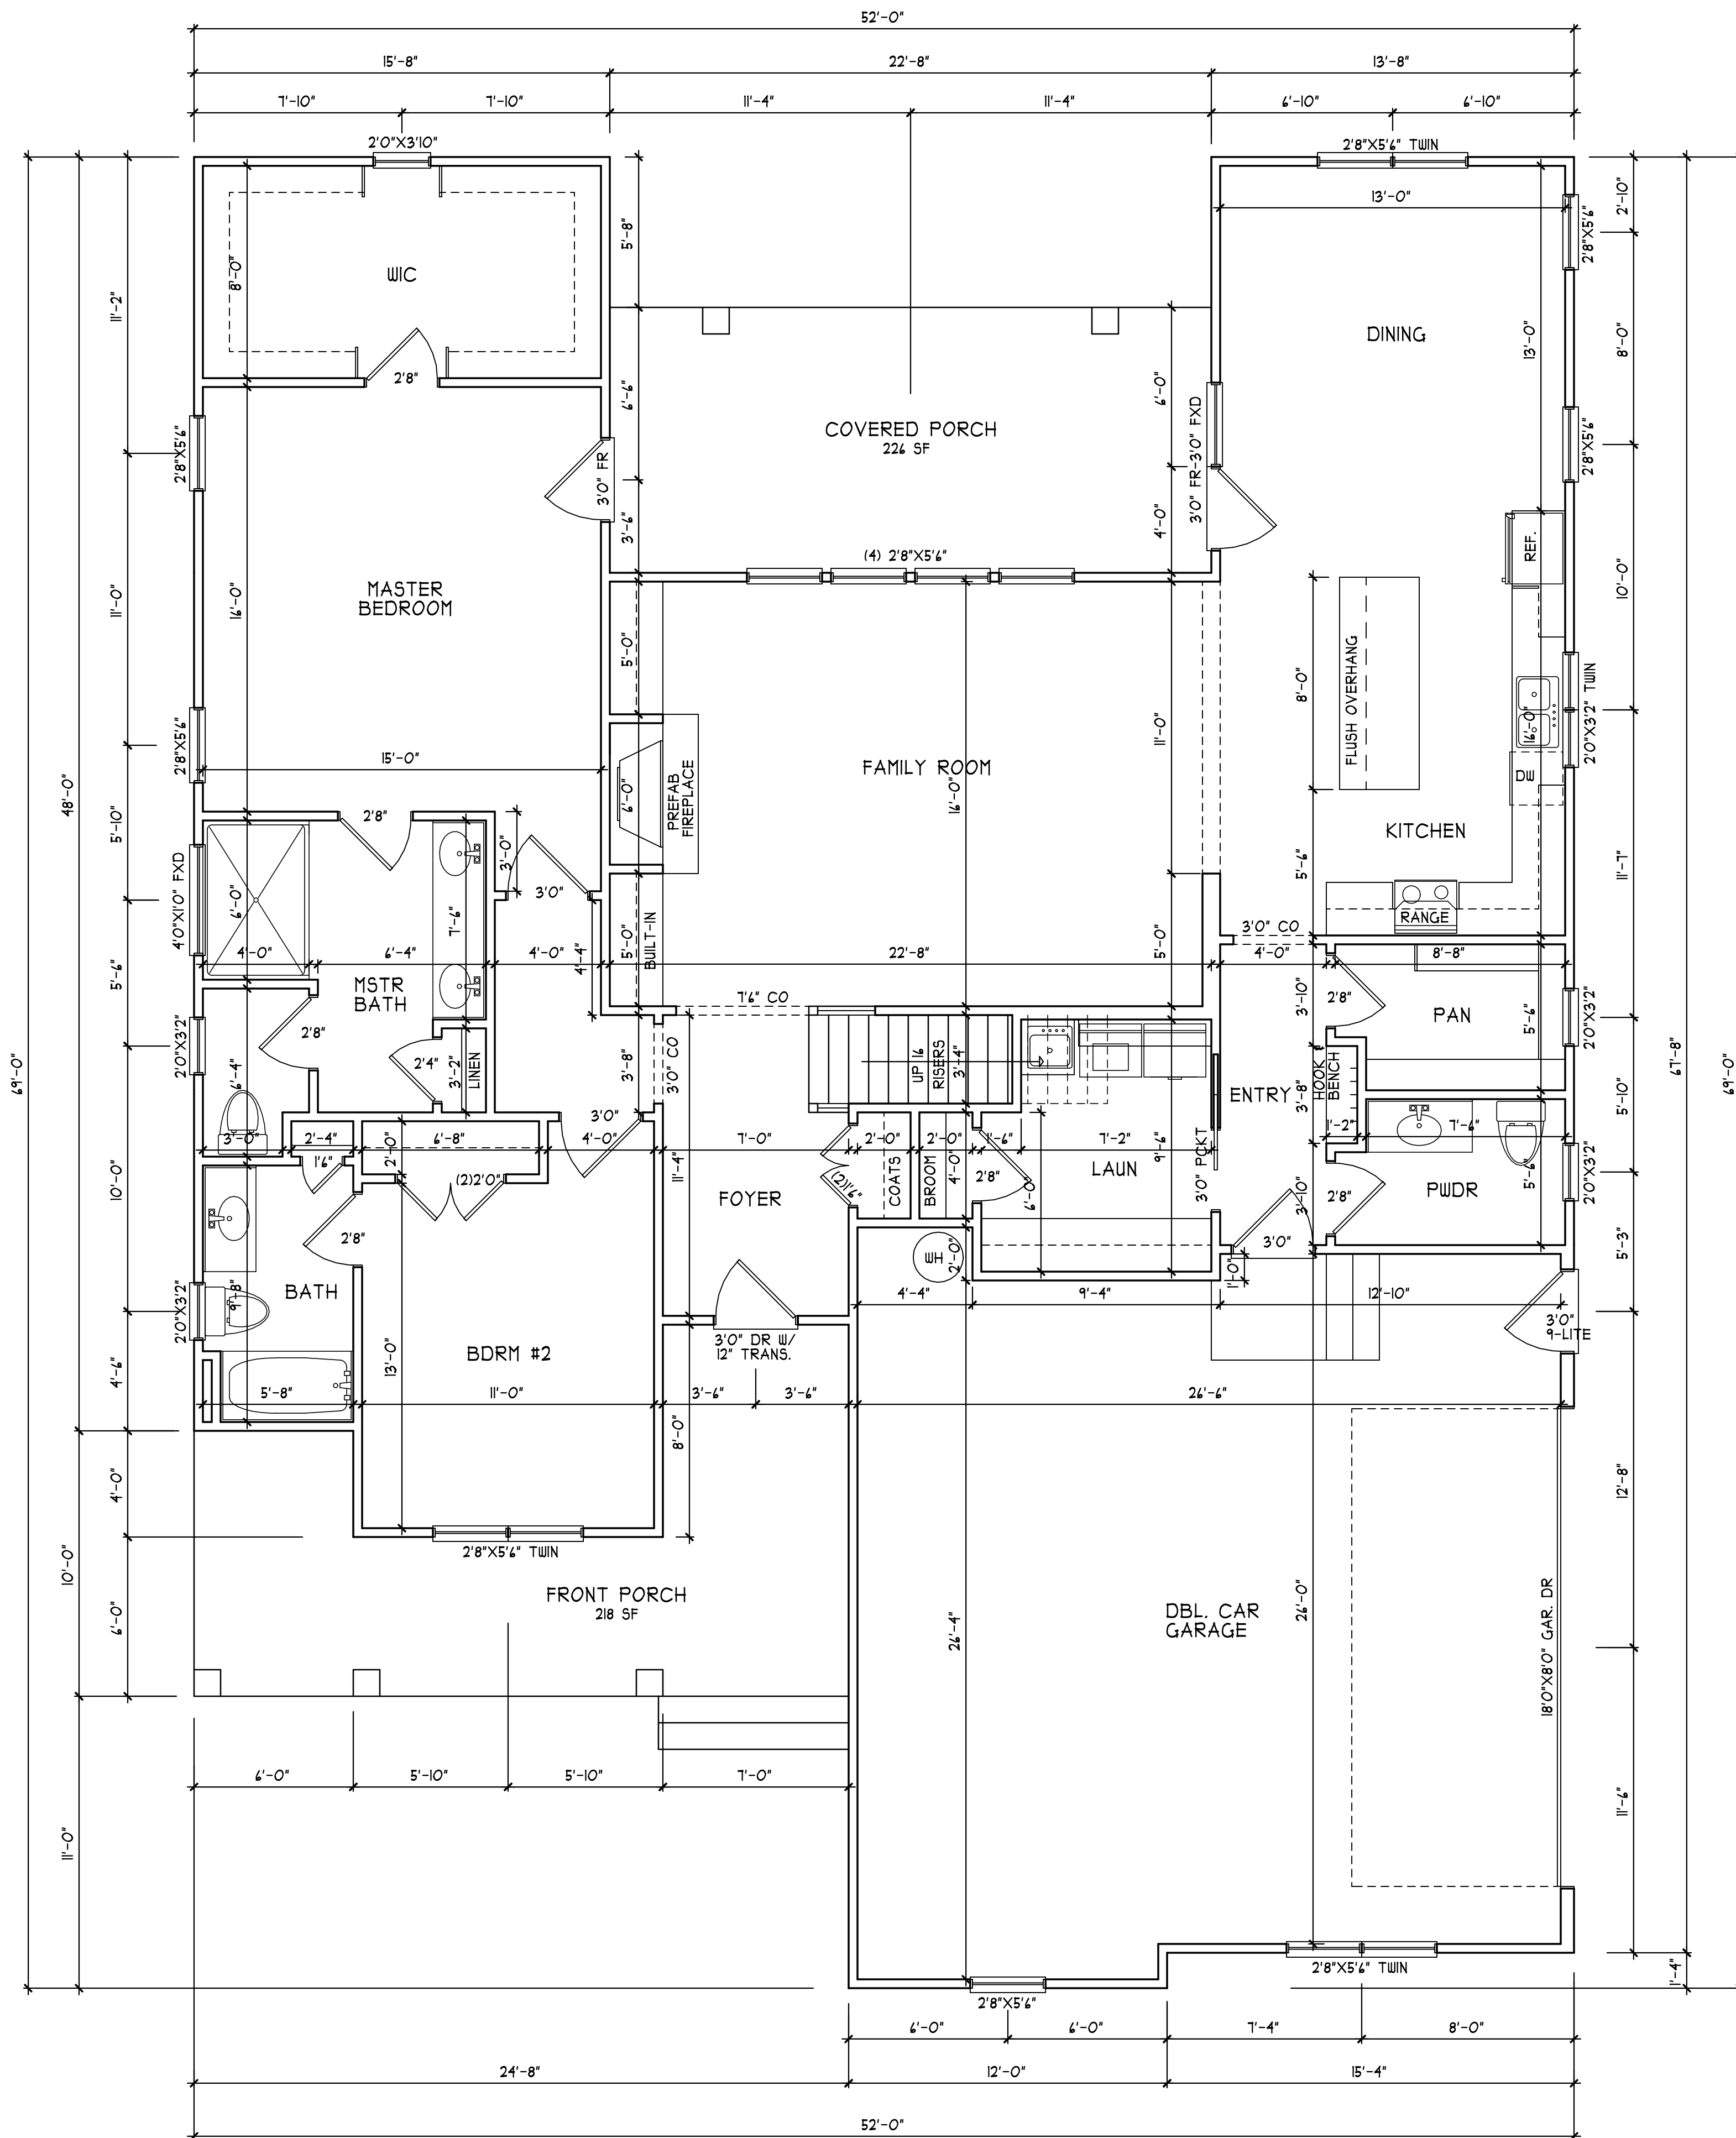 52'-0"
15'-8" 22'-8" 13'-8"
7'-10" 7'-10" 11'-4" 11'-4" 6'-10" 6'-10"
2'0"X3'10" 2'8"X5'6" TWIN
13'-0"
2'-10"
2'8"X5'6"
5'-8"
8'-0"
WIC
11'-2"
DINING
13'-0"
8'-0"
2'8"
6'-6"
6'-0"
COVERED PORCH
226 SF
3'0" FR-3'0" FXD
2'8"X5'6"
2'8"X5'6"
3'0" FR
3'-6"
4'-0"
(4) 2'8"X5'6"
REF.
10'-0"
MASTER
BEDROOM
11'-0"
16'-0"
5'-0"
FLUSH OVERHANG
8'-0"
11'-0"
16'-0"
2'0"X3'2" TWIN
2'8"X5'6"
15'-0"
FAMILY ROOM
16'-0"
6'-0"
PREFAB
FIREPLACE
DW
48'-0"
5'-10"
2'8"
3'-0"
KITCHEN
5'-6"
11'-7"
4'0"X1'0" FXD
6'-0"
7'-6"
3'0"
RANGE
3'0" CO
BUILT-IN
5'-0"
5'-0"
4'-0" 6'-4" 4'-0" 4'-4" 22'-8" 4'-0" 8'-8"
5'-6"
MSTR
BATH
7'6" CO
3'-10"
2'8"
PAN
5'-6"
2'0"X3'2"
2'0"X3'2"
2'8"
2'4"
3'-2"
LINEN
3'-8"
3'0" CO
UP 16
RISERS
3'-4"
69'-0"
67'-8"
69'-0"
6'-4"
ENTRY
3'-8"
HOOK/
BENCH
5'-10"
3'0"
3'-0" 2'-4" 6'-8" 4'-0" 7'-0" 2'-0" 2'-0" 1'-6" 7'-2" 1'-2" 7'-6"
2'-0"
1'6"
(2)2'0"
11'-4"
FOYER
(2)1'6"
COATS
BROOM
4'-0"
2'8"
LAUN
9'-6"
6'-0"
3'0" PCKT
3'-10"
2'8"
PWDR
5'-6"
2'0"X3'2"
10'-0"
2'8"
3'0"
WH
2'-0"
1'-0"
5'-3"
BATH
9'-8"
2'0"X3'2"
4'-4" 9'-4" 12'-10"
3'0"
9-LITE
3'0" DR W/
12" TRANS.
BDRM #2
13'-0"
4'-6"
5'-8" 11'-0" 3'-6" 3'-6" 26'-6"
8'-0"
4'-0"
12'-8"
2'8"X5'6" TWIN
10'-0"
FRONT PORCH
218 SF
DBL. CAR
GARAGE
26'-4"
26'-0"
18'0"X8'0" GAR. DR
6'-0"
6'-0" 5'-10" 5'-10" 7'-0"
11'-0"
11'-6"
2'8"X5'6" TWIN
1'-4"
2'8"X5'6"
6'-0" 6'-0" 7'-4" 8'-0"
24'-8" 12'-0" 15'-4"
52'-0"